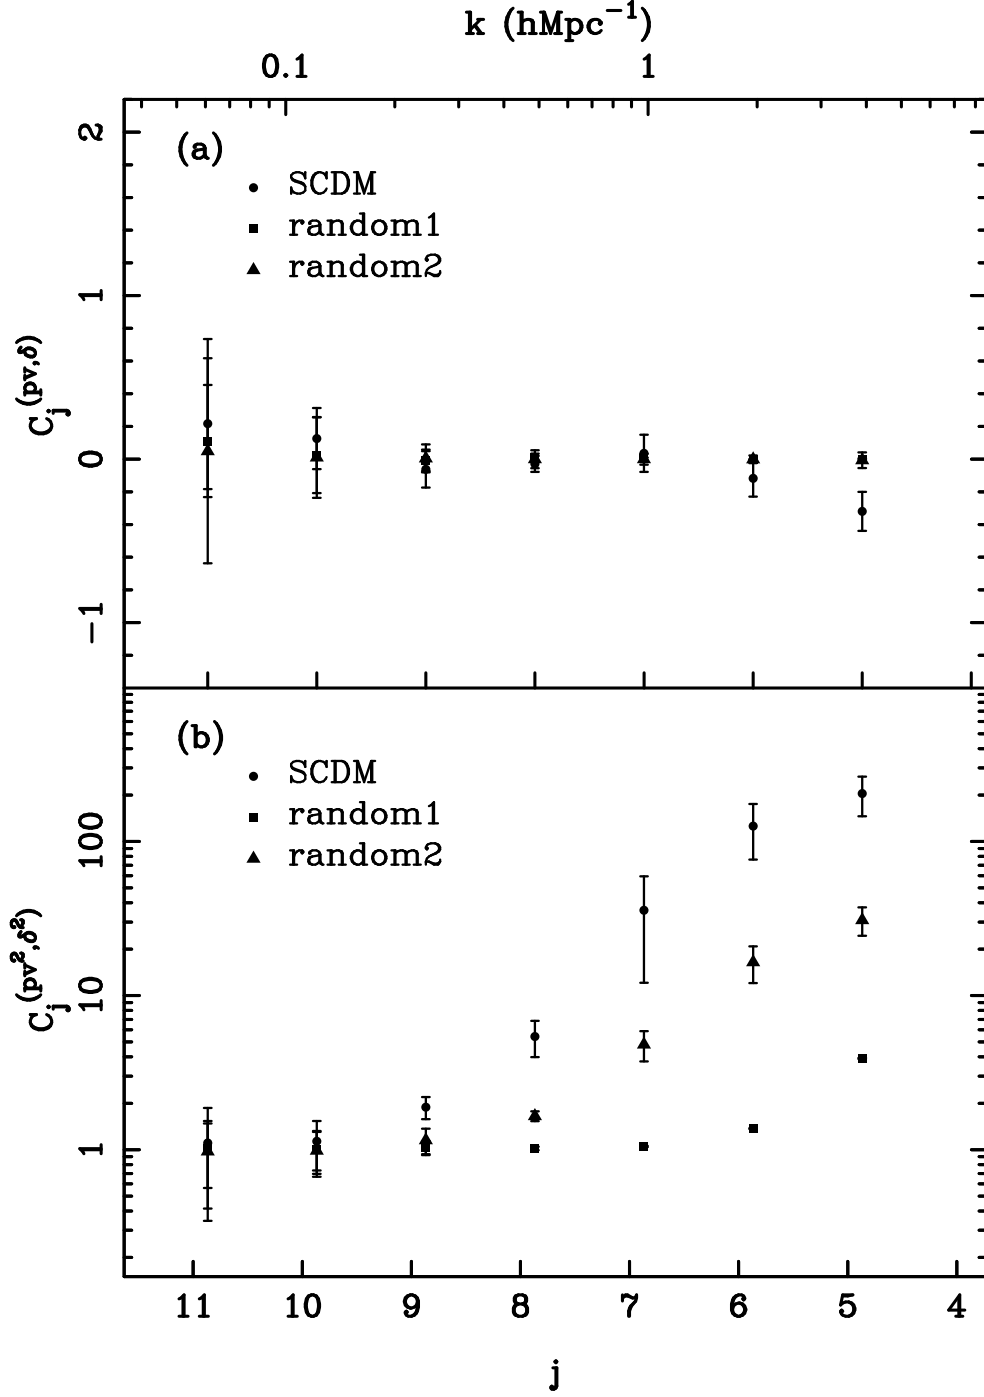 k (hMpc⁻¹)
0.1 1
(a)
SCDM
random1
random2
2
1
0
−1
C_j^(pv,δ)
(b)
SCDM
random1
random2
100
10
1
C_j^(pv²,δ²)
11 10 9 8 7 6 5 4
j